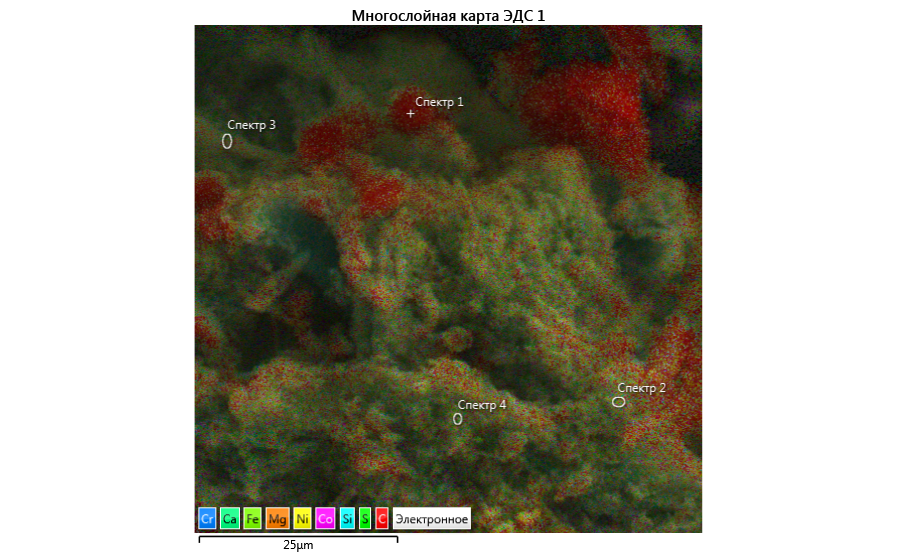 Многослойная карта ЭДС 1
Спектр 1
Спектр 3
Спектр 2
Спектр 4
Cr Ca Fe Mg Ni Co Si S C Электронное
25µm